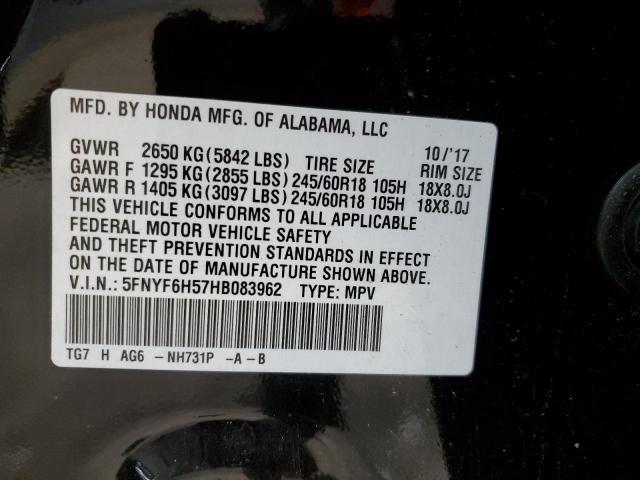 MFD. BY HONDA MFG. OF ALABAMA, LLC
GVWR 2650 KG(5842 LBS) TIRE SIZE 10/'17 RIM SIZE
GAWR F 1295 KG(2855 LBS)245/60R18 105H 18X8.0J
GAWR R 1405 KG(3097 LBS)245/60R18 105H 18X8.0J
THIS VEHICLE CONFORMS TO ALL APPLICABLE
FEDERAL MOTOR VEHICLE SAFETY
AND THEFT PREVENTION STANDARDS IN EFFECT
ON THE DATE OF MANUFACTURE SHOWN ABOVE.
V.I.N.: 5FNYF6H57HB083962 TYPE: MPV
TG7 H AG6 -NH731P -A-B